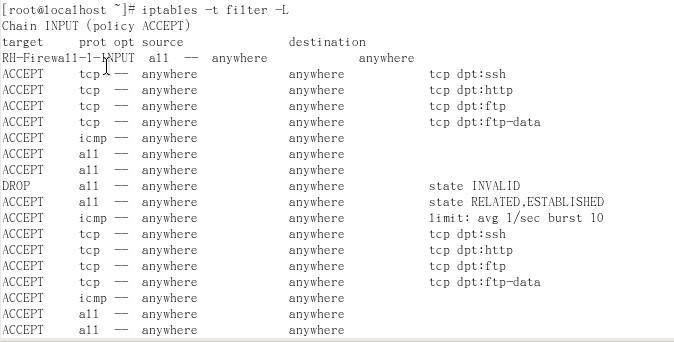 [root@localhost ~]# iptables -t filter -L
Chain INPUT (policy ACCEPT)
target     prot opt source               destination
RH-Firewall-1-INPUT  all  --  anywhere             anywhere
ACCEPT     tcp  --  anywhere             anywhere            tcp dpt:ssh
ACCEPT     tcp  --  anywhere             anywhere            tcp dpt:http
ACCEPT     tcp  --  anywhere             anywhere            tcp dpt:ftp
ACCEPT     tcp  --  anywhere             anywhere            tcp dpt:ftp-data
ACCEPT     icmp --  anywhere             anywhere
ACCEPT     all  --  anywhere             anywhere
ACCEPT     all  --  anywhere             anywhere
DROP       all  --  anywhere             anywhere            state INVALID
ACCEPT     all  --  anywhere             anywhere            state RELATED,ESTABLISHED
ACCEPT     icmp --  anywhere             anywhere            limit: avg 1/sec burst 10
ACCEPT     tcp  --  anywhere             anywhere            tcp dpt:ssh
ACCEPT     tcp  --  anywhere             anywhere            tcp dpt:http
ACCEPT     tcp  --  anywhere             anywhere            tcp dpt:ftp
ACCEPT     tcp  --  anywhere             anywhere            tcp dpt:ftp-data
ACCEPT     icmp --  anywhere             anywhere
ACCEPT     all  --  anywhere             anywhere
ACCEPT     all  --  anywhere             anywhere